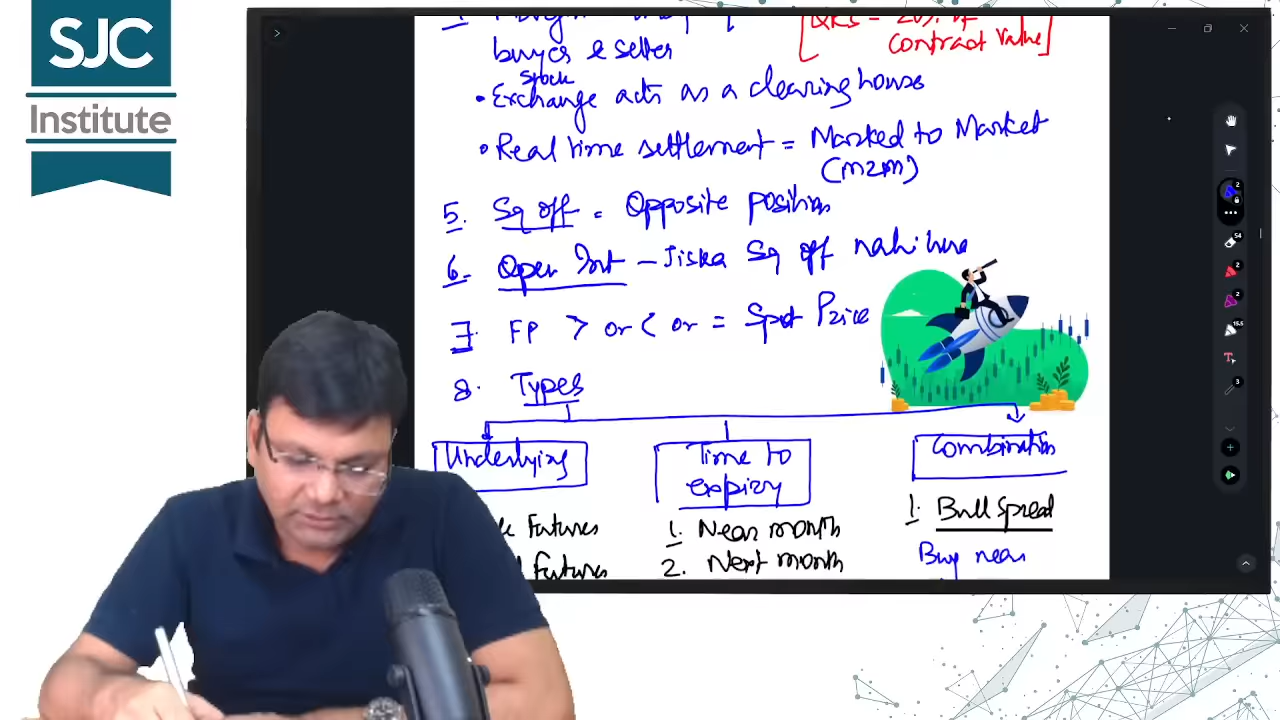 SJC
Institute
contract value]
buyer & seller
• Exchange acts as a clearing house
stock
• Real time settlement = Marked to Market
(M2M)
5. Sq off = Opposite position
6. Open Int - Jiska Sq off nahi hua
7. FP > or < or = Spot Price
8. Types
Underlying
Time to
expiry
Combination
Futures
Futures
1. Near month
2. Next month
1. Bull Spread
Buy near